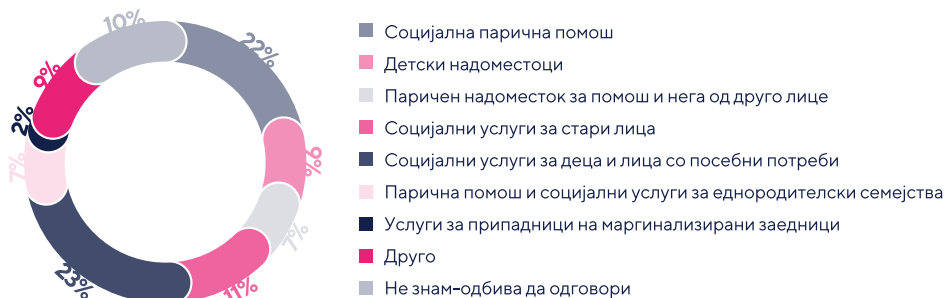 10%
22%
9%
2%
7%
9%
7%
11%
23%
Социјална парична помош
Детски надоместоци
Паричен надоместок за помош и нега од друго лице
Социјални услуги за стари лица
Социјални услуги за деца и лица со посебни потреби
Парична помош и социјални услуги за еднородителски семејства
Услуги за припадници на маргинализирани заедници
Друго
Не знам-одбива да одговори